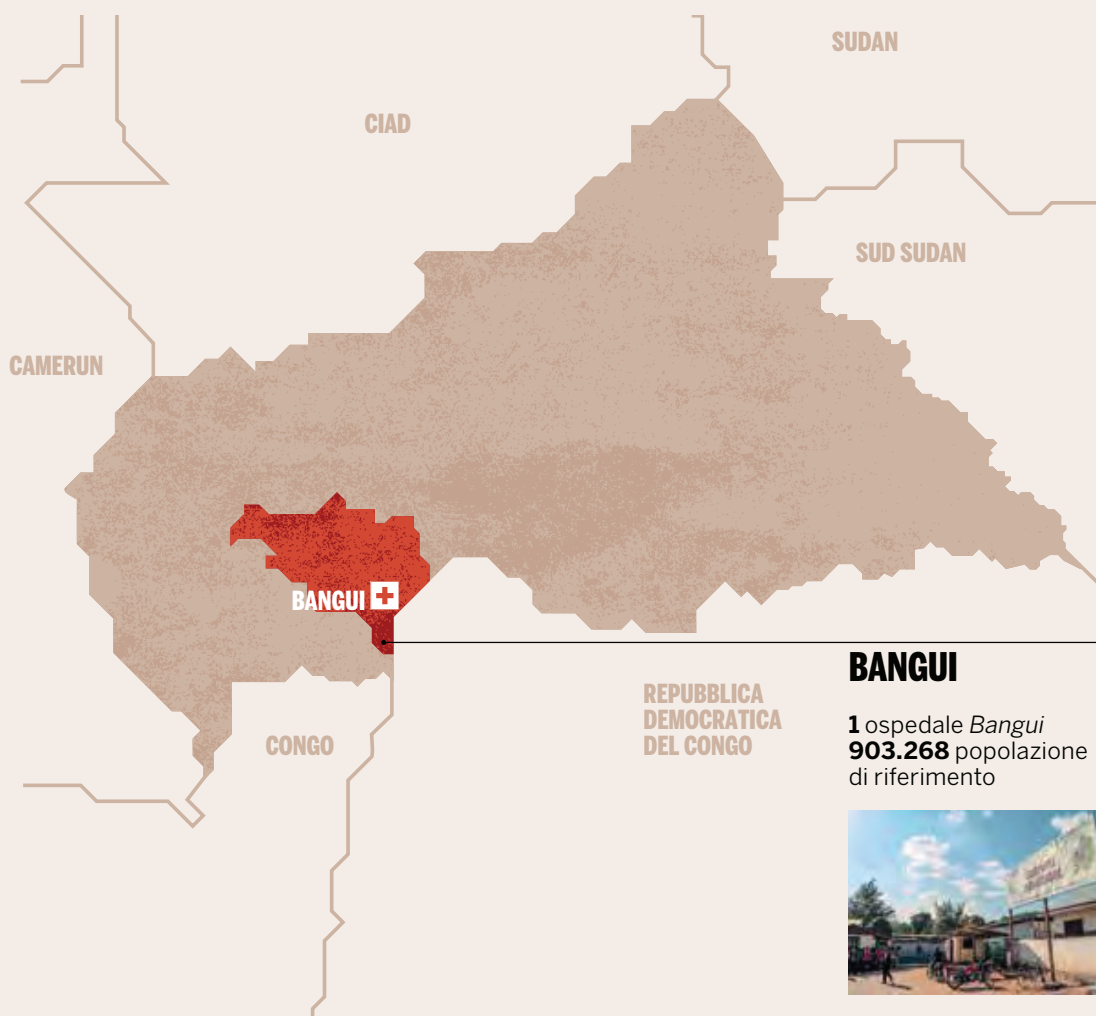 SUDAN
CIAD
SUD SUDAN
CAMERUN
BANGUI
BANGUI
REPUBBLICA
DEMOCRATICA
DEL CONGO
CONGO
1 ospedale Bangui
903.268 popolazione
di riferimento